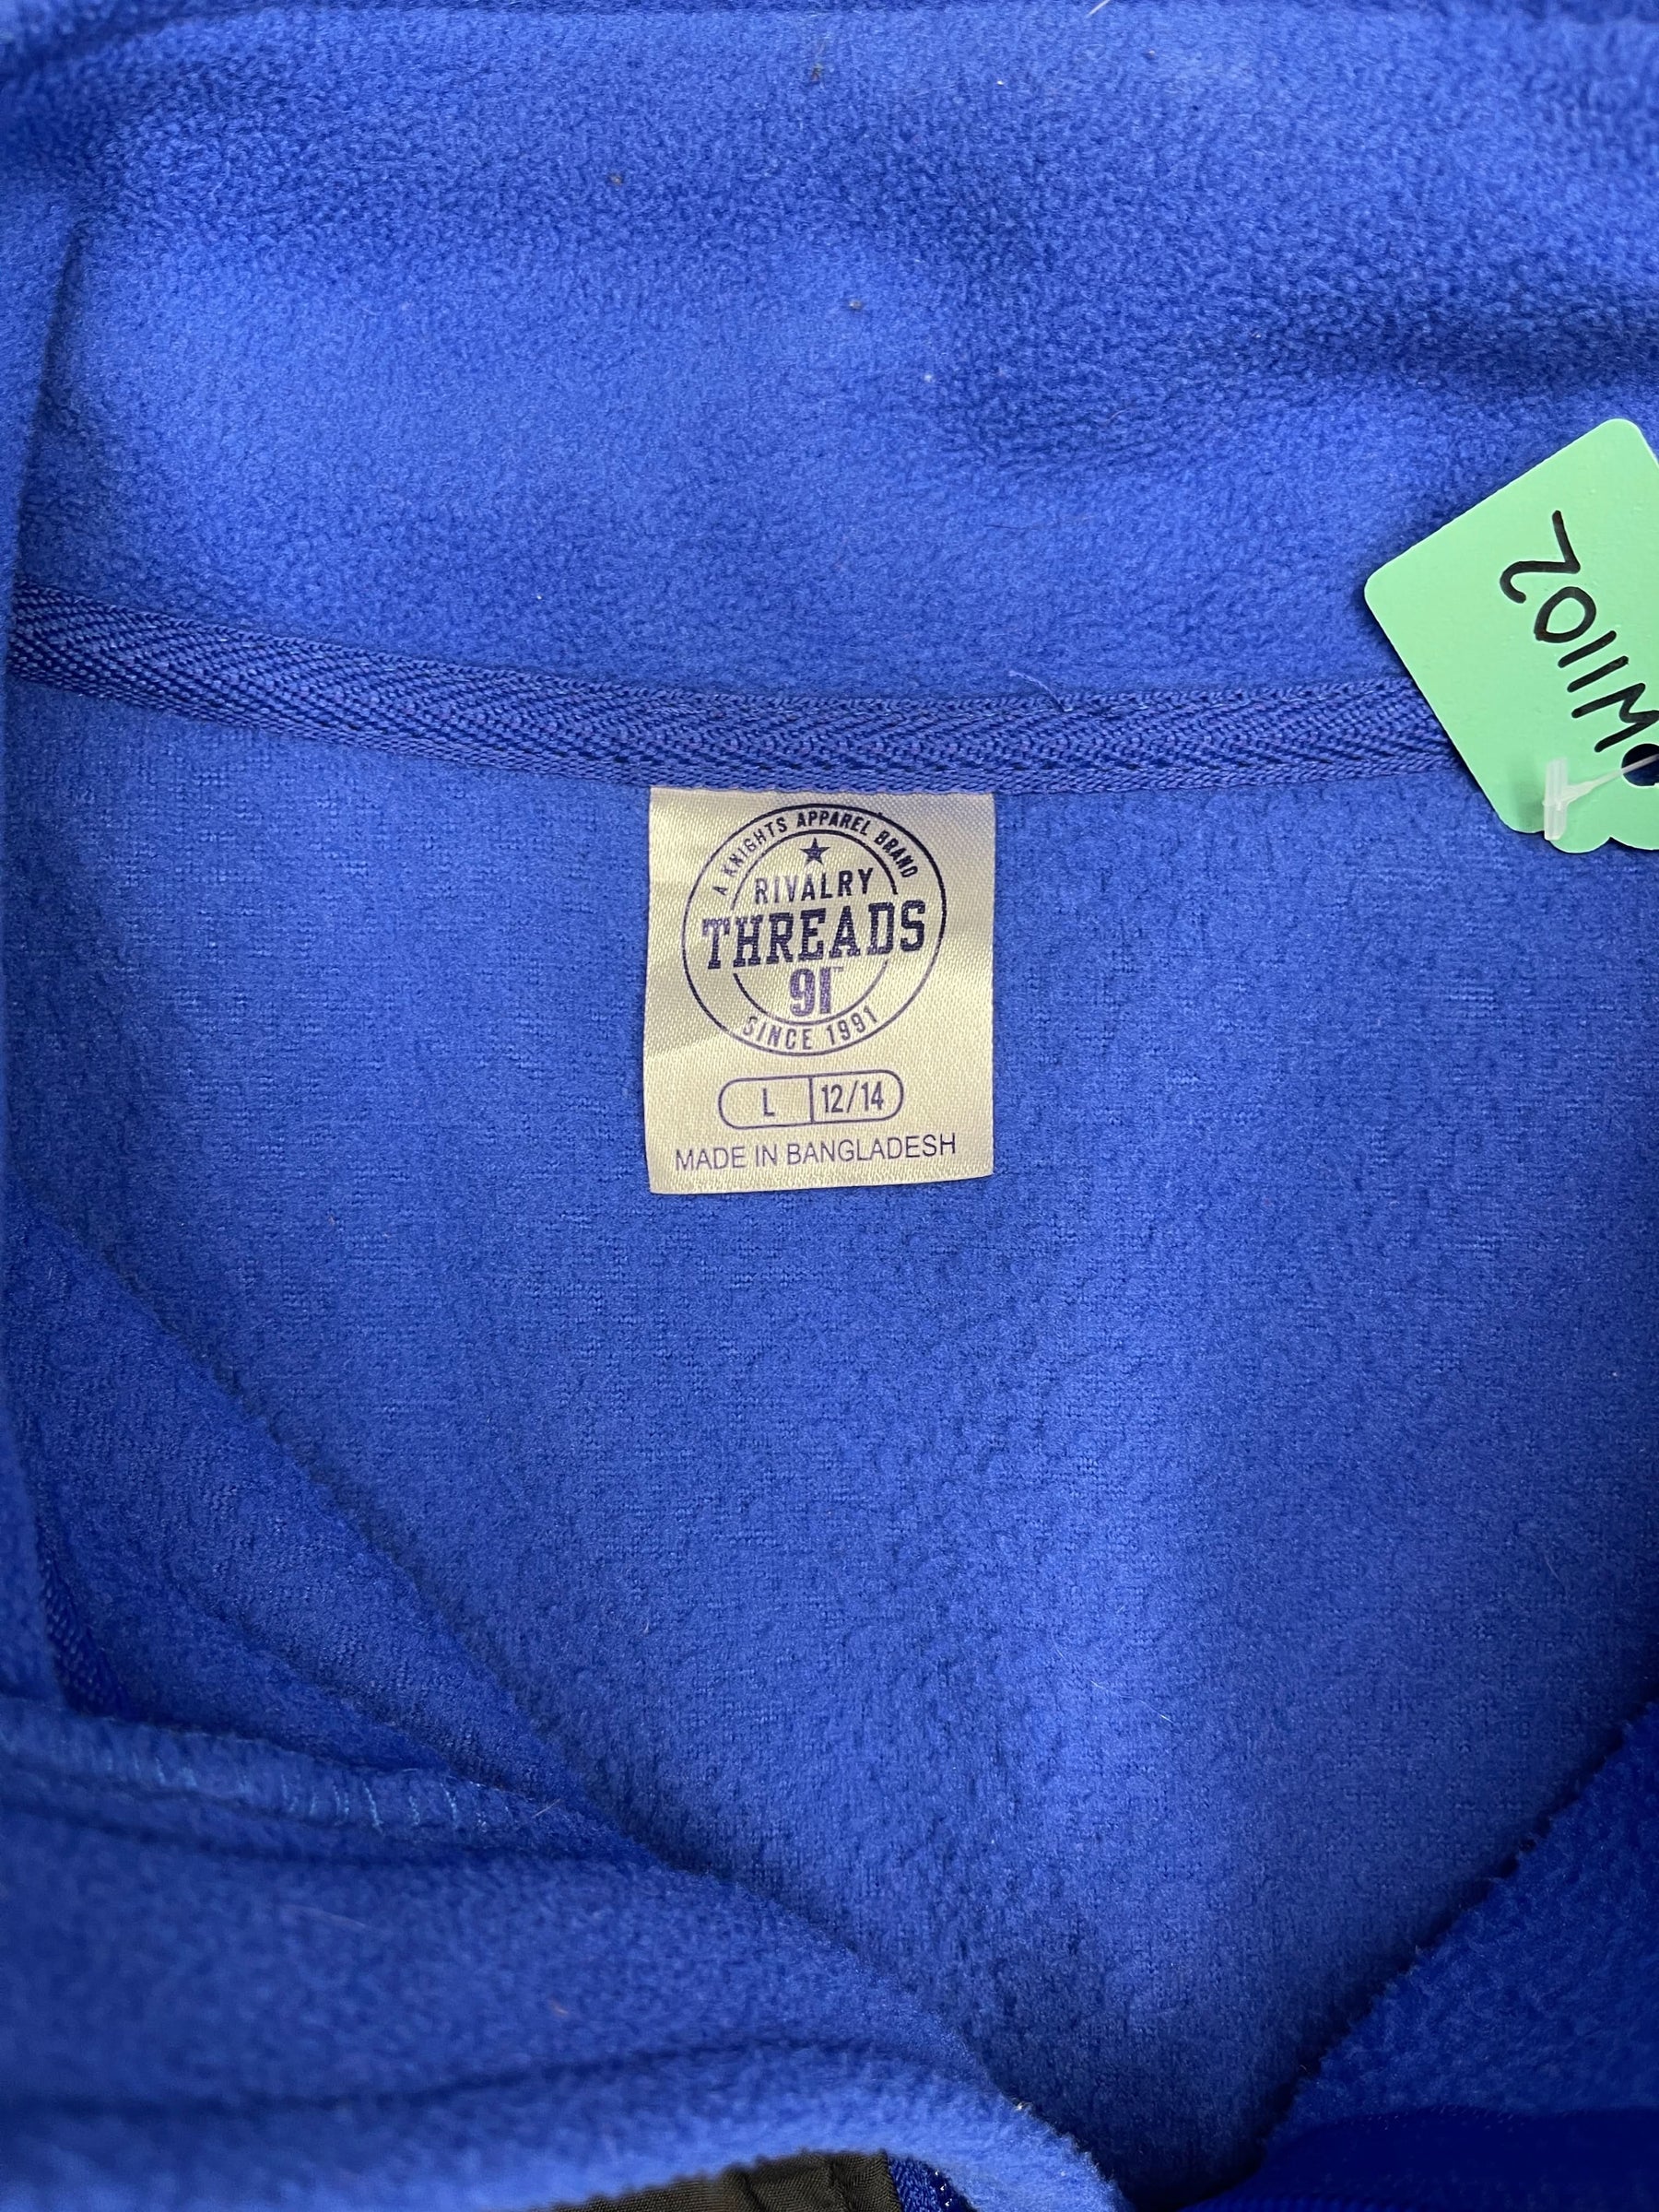 A KNIGHTS APPAREL BRAND
RIVALRY
THREADS
91
SINCE 1991
L 12/14
MADE IN BANGLADESH